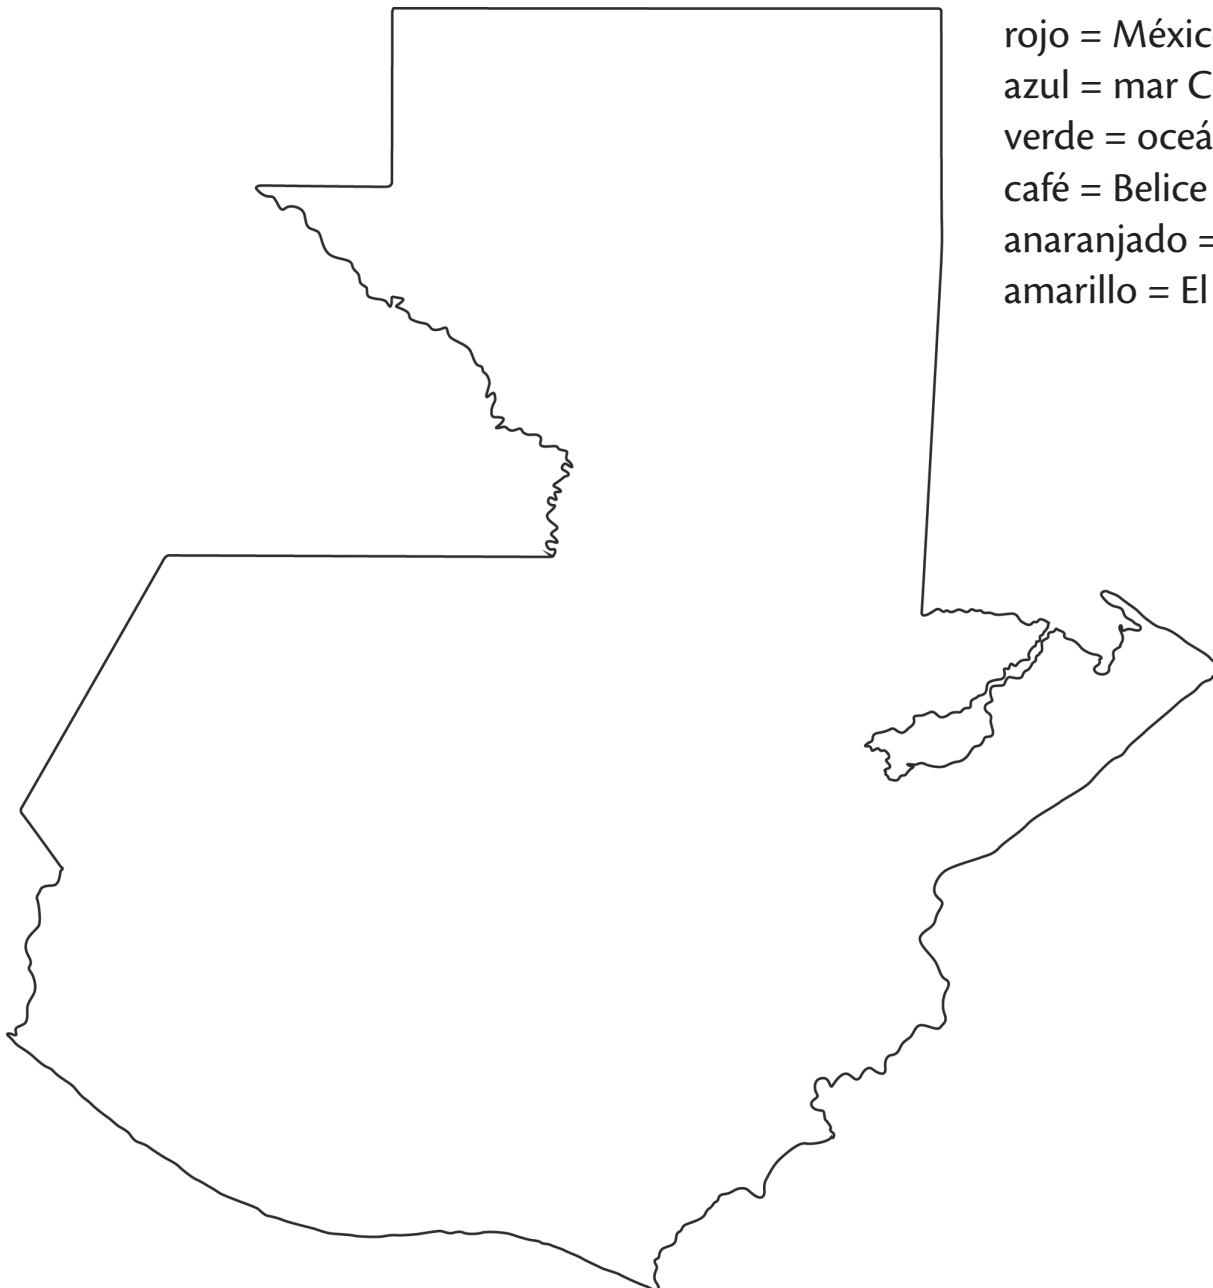 rojo = Méxic
azul = mar C
verde = oceá
café = Belice
anaranjado =
amarillo = El